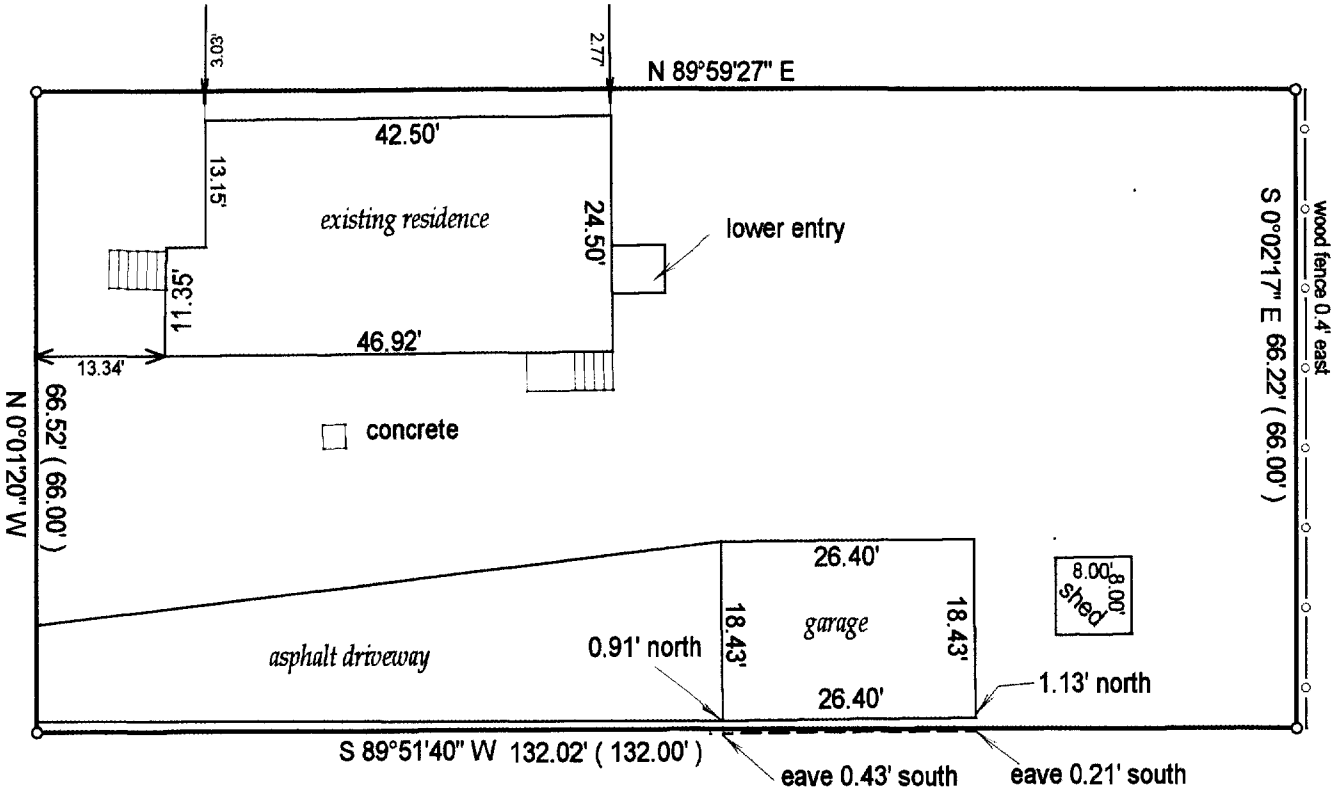 3.03'
2.77'
N 89°59'27" E
42.50'
13.15'
existing residence
24.50'
lower entry
11.35'
46.92'
13.34'
66.52' ( 66.00' )
N 0°01'20" W
concrete
S 0°02'17" E 66.22' ( 66.00' )
wood fence 0.4' east
26.40'
18.43'
garage
18.43'
26.40'
8.00'
8.00'
shed
asphalt driveway
0.91' north
1.13' north
S 89°51'40" W 132.02' ( 132.00' )
eave 0.43' south
eave 0.21' south